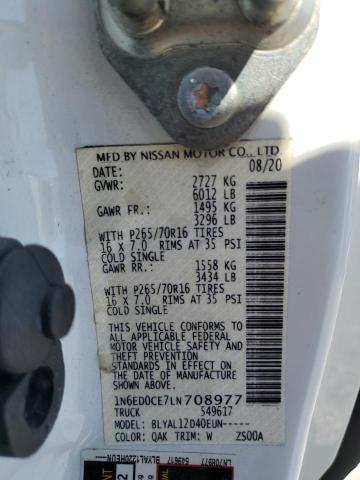 MFD BY NISSAN MOTOR CO., LTD.
DATE: 08/20
GVWR: 2727 KG
6012 LB
GAWR FR.: 1495 KG
3296 LB
WITH P265/70R16 TIRES
16 X 7.0 RIMS AT 35 PSI
COLD SINGLE
GAWR RR.: 1558 KG
3434 LB
WITH P265/70R16 TIRES
16 X 7.0 RIMS AT 35 PSI
COLD SINGLE
THIS VEHICLE CONFORMS TO
ALL APPLICABLE FEDERAL
MOTOR VEHICLE SAFETY AND
THEFT PREVENTION STANDARDS
IN EFFECT ON THE DATE OF
MANUFACTURE SHOWN ABOVE.
1N6ED0CE7LN708977
TRUCK 549617
MODEL: BLYAL12D40EUN-----
COLOR: QAK TRIM: W ZS00A
LN708977 549617